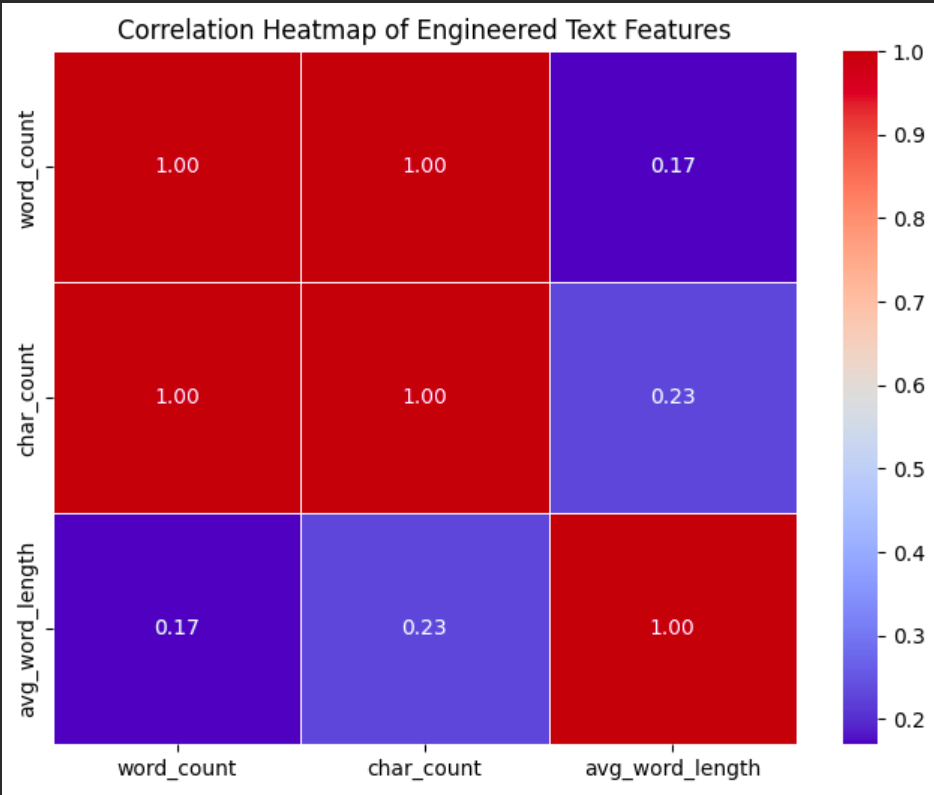 Correlation Heatmap of Engineered Text Features
word_count
1.00
1.00
0.17
char_count
1.00
1.00
0.23
avg_word_length
0.17
0.23
1.00
word_count
char_count
avg_word_length
1.0
0.9
0.8
0.7
0.6
0.5
0.4
0.3
0.2